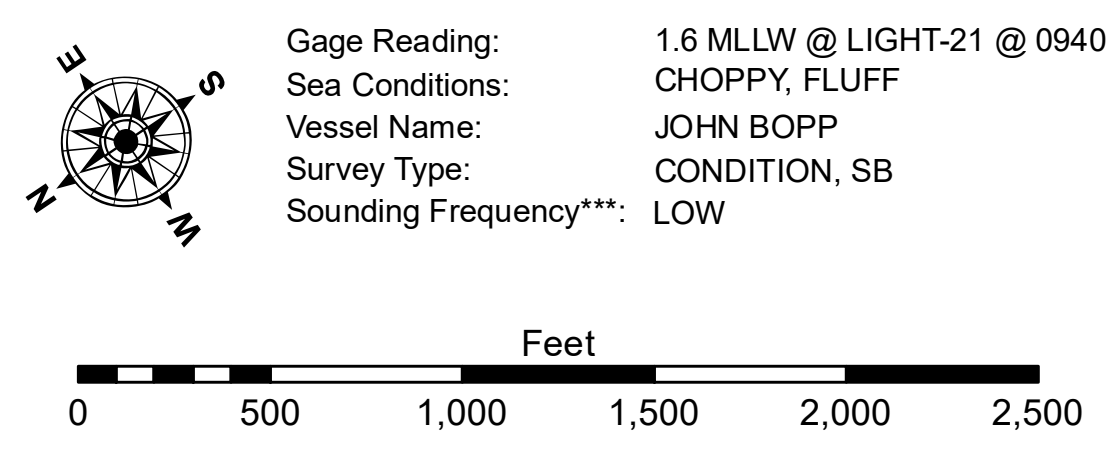 E
S
N
W
Gage Reading: 1.6 MLLW @ LIGHT-21 @ 0940
Sea Conditions: CHOPPY, FLUFF
Vessel Name: JOHN BOPP
Survey Type: CONDITION, SB
Sounding Frequency***: LOW
Feet
0 500 1,000 1,500 2,000 2,500